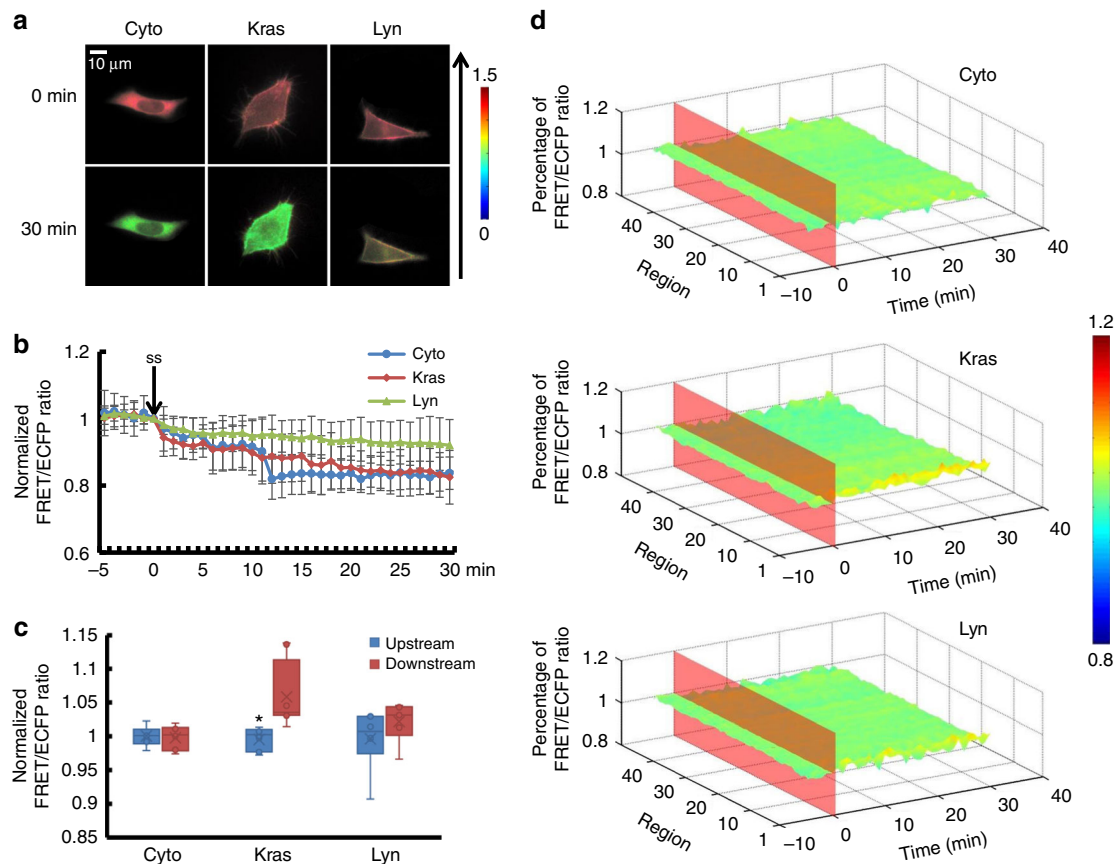 a
Cyto Kras Lyn
10 μm
0 min
30 min
1.5
0
b
Normalized
FRET/ECFP ratio
1.2
1
0.8
0.6
ss
Cyto
Kras
Lyn
–5 0 5 10 15 20 25 30 min
c
Normalized
FRET/ECFP ratio
1.15
1.1
1.05
1
0.95
0.9
0.85
*
Upstream
Downstream
Cyto Kras Lyn
d
Cyto
Percentage of
FRET/ECFP ratio
1.2
1
0.8
40
30
20
10
1
Region
–10 0 10 20 30 40
Time (min)
Kras
Percentage of
FRET/ECFP ratio
1.2
1
0.8
40
30
20
10
1
Region
–10 0 10 20 30 40
Time (min)
Lyn
Percentage of
FRET/ECFP ratio
1.2
1
0.8
40
30
20
10
1
Region
–10 0 10 20 30 40
Time (min)
1.2
0.8